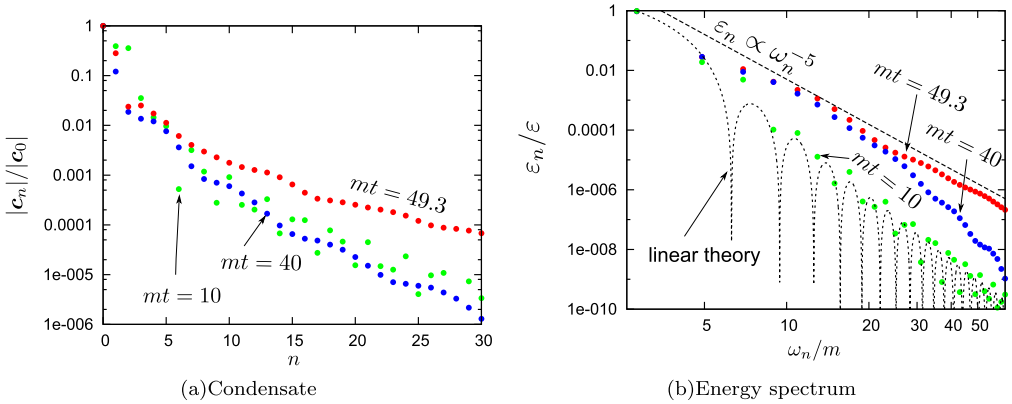 1
0.1
0.01
0.001
0.0001
1e-005
1e-006
0 5 10 15 20 25 30
n
|c_n|/|c_0|
mt = 49.3
mt = 40
mt = 10
(a)Condensate
1
0.01
0.0001
1e-006
1e-008
1e-010
5 10 20 30 40 50
ω_n/m
ε_n/ε
ε_n ∝ ω_n^{-5}
mt = 49.3
mt = 40
mt = 10
linear theory
(b)Energy spectrum